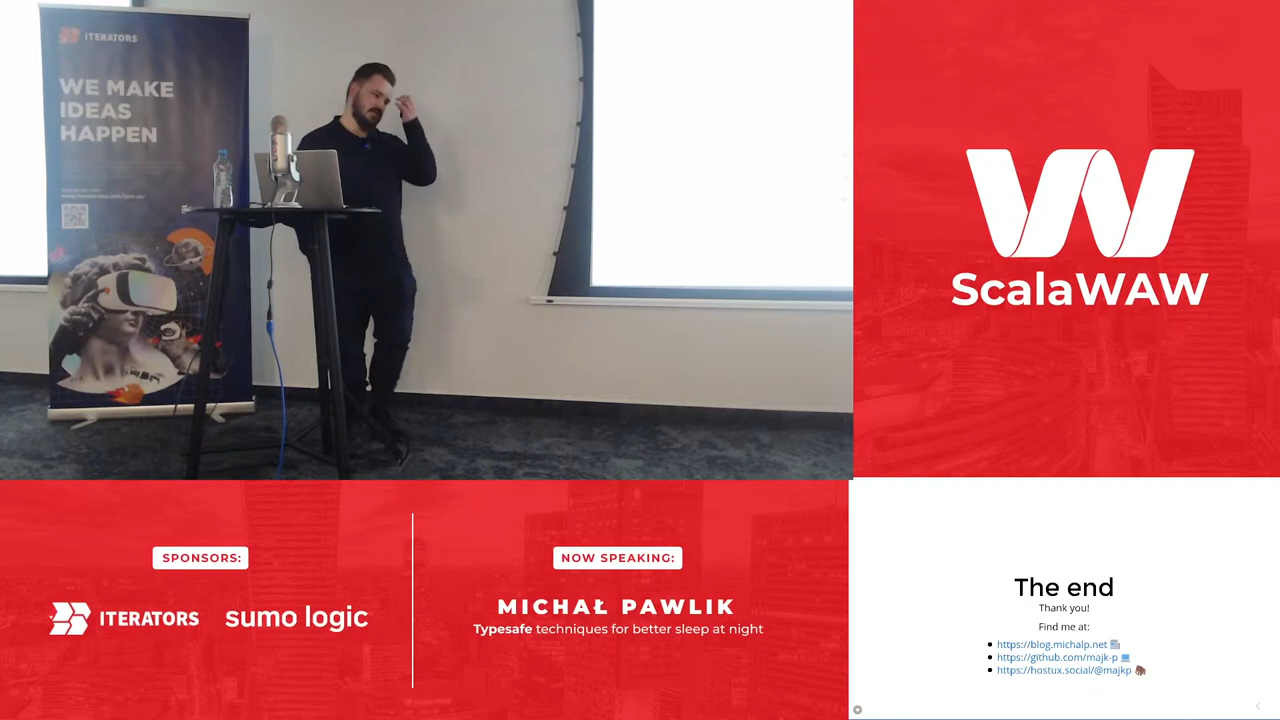 ITERATORS
WE MAKE
IDEAS
HAPPEN
ScalaWAW
SPONSORS:
ITERATORS
sumo logic
NOW SPEAKING:
MICHAŁ PAWLIK
Typesafe techniques for better sleep at night
The end
Thank you!
Find me at:
https://blog.michalp.net
https://github.com/majk-p
https://hostux.social/@majkp